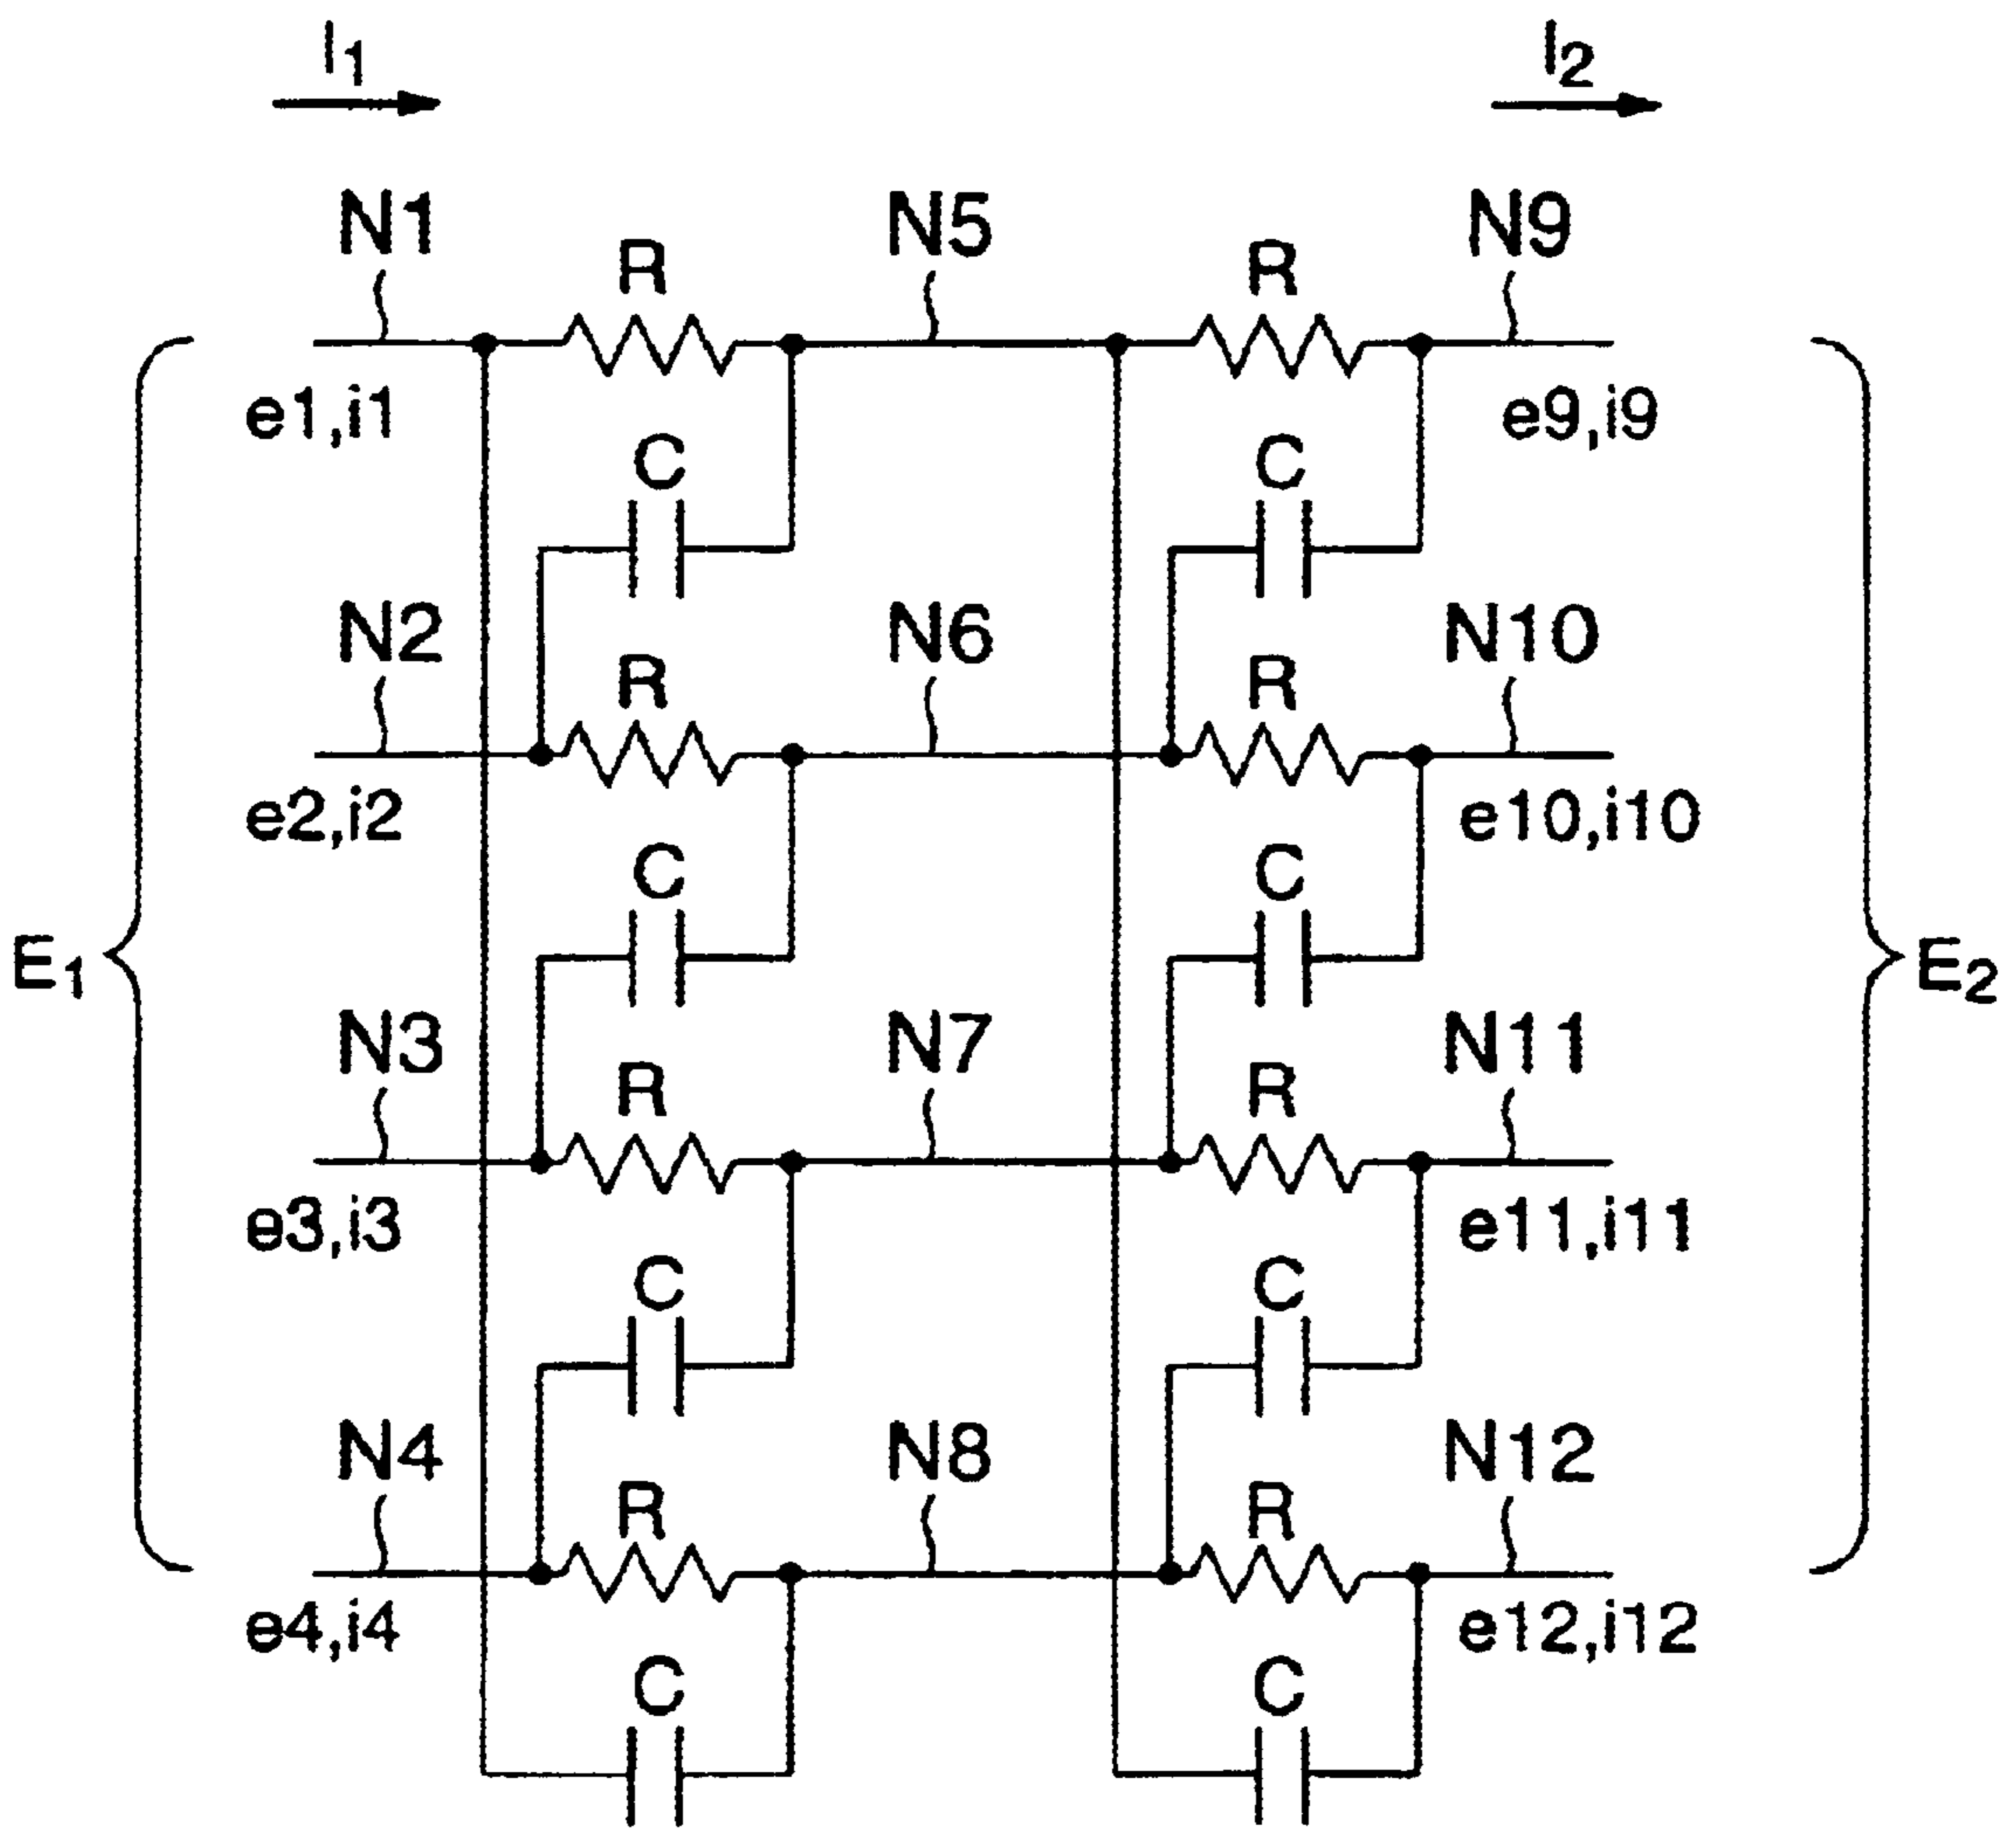 I1 I2
N1 N5 N9
R R
e1,i1 e9,i9
C C
N2 N6 N10
R R
e2,i2 e10,i10
C C
E1 E2
N3 N7 N11
R R
e3,i3 e11,i11
C C
N4 N8 N12
R R
e4,i4 e12,i12
C C